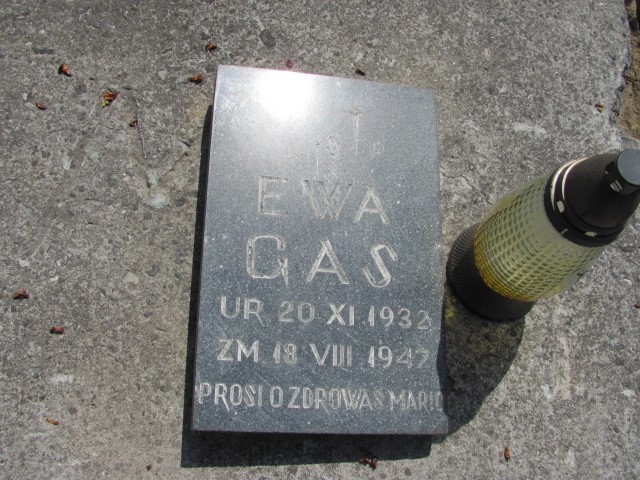 EWA
GAS
UR 20 XI 1932
ZM. 18 VIII 1947
PROSI O ZDROWAS MARIO